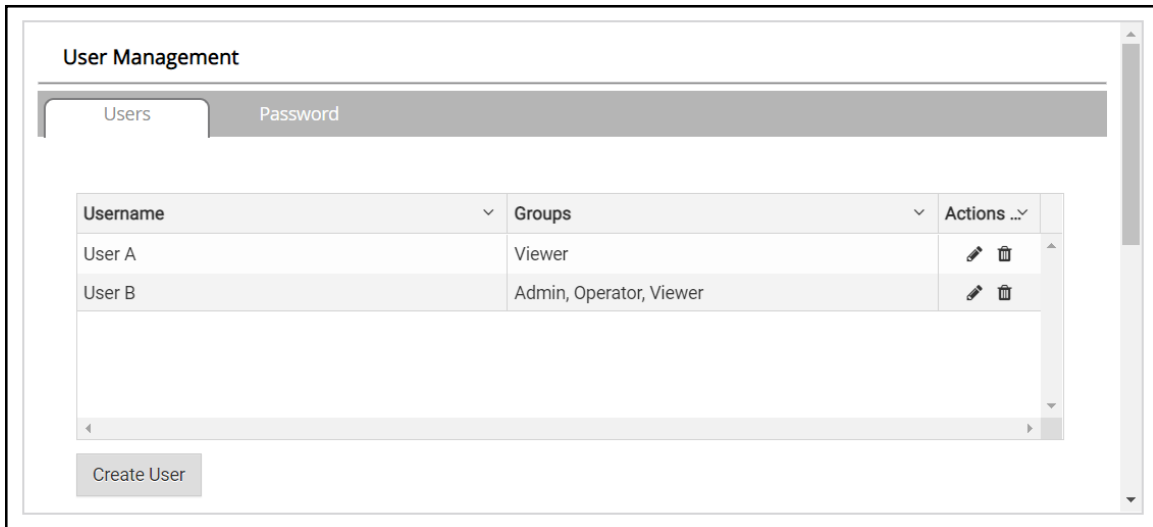 User Management
Users Password
Username Groups Actions ...
User A Viewer
User B Admin, Operator, Viewer
Create User